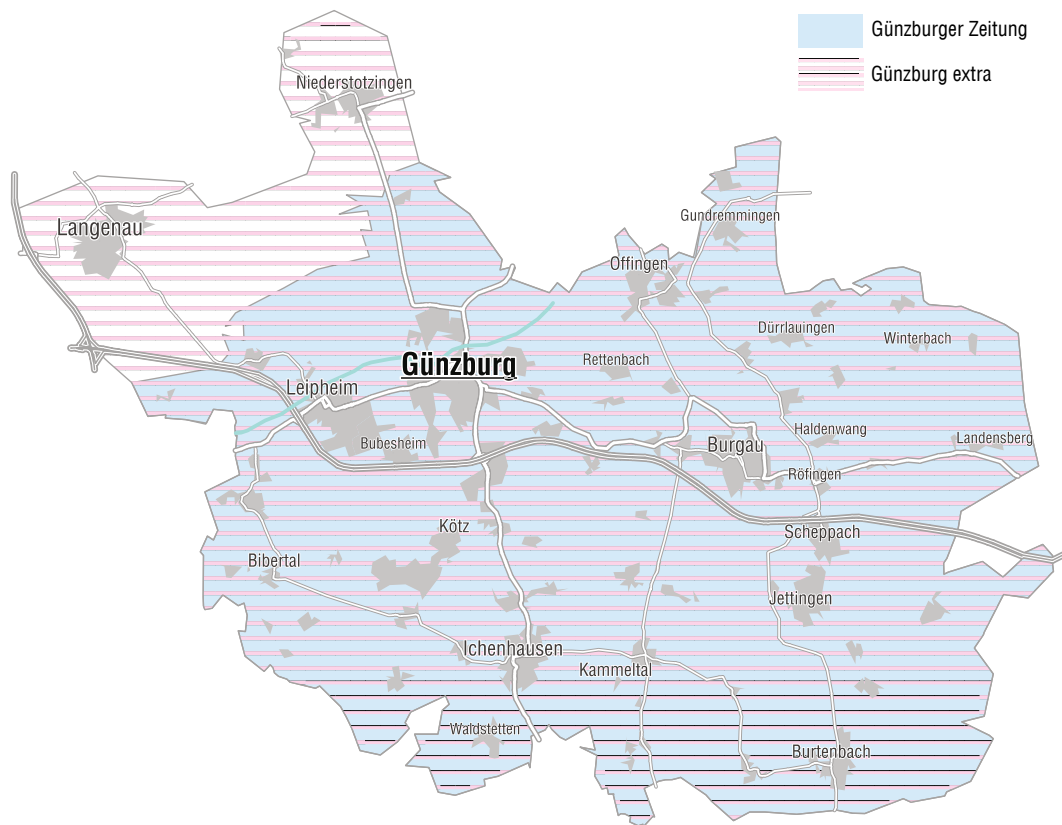 Günzburger Zeitung
Günzburg extra
Niederstotzingen
Langenau
Gundremmingen
Offingen
Dürrlauingen
Winterbach
Rettenbach
Günzburg
Leipheim
Haldenwang
Landensberg
Bubesheim
Burgau
Röfingen
Kötz
Scheppach
Bibertal
Jettingen
Ichenhausen
Kammeltal
Waldstetten
Burtenbach